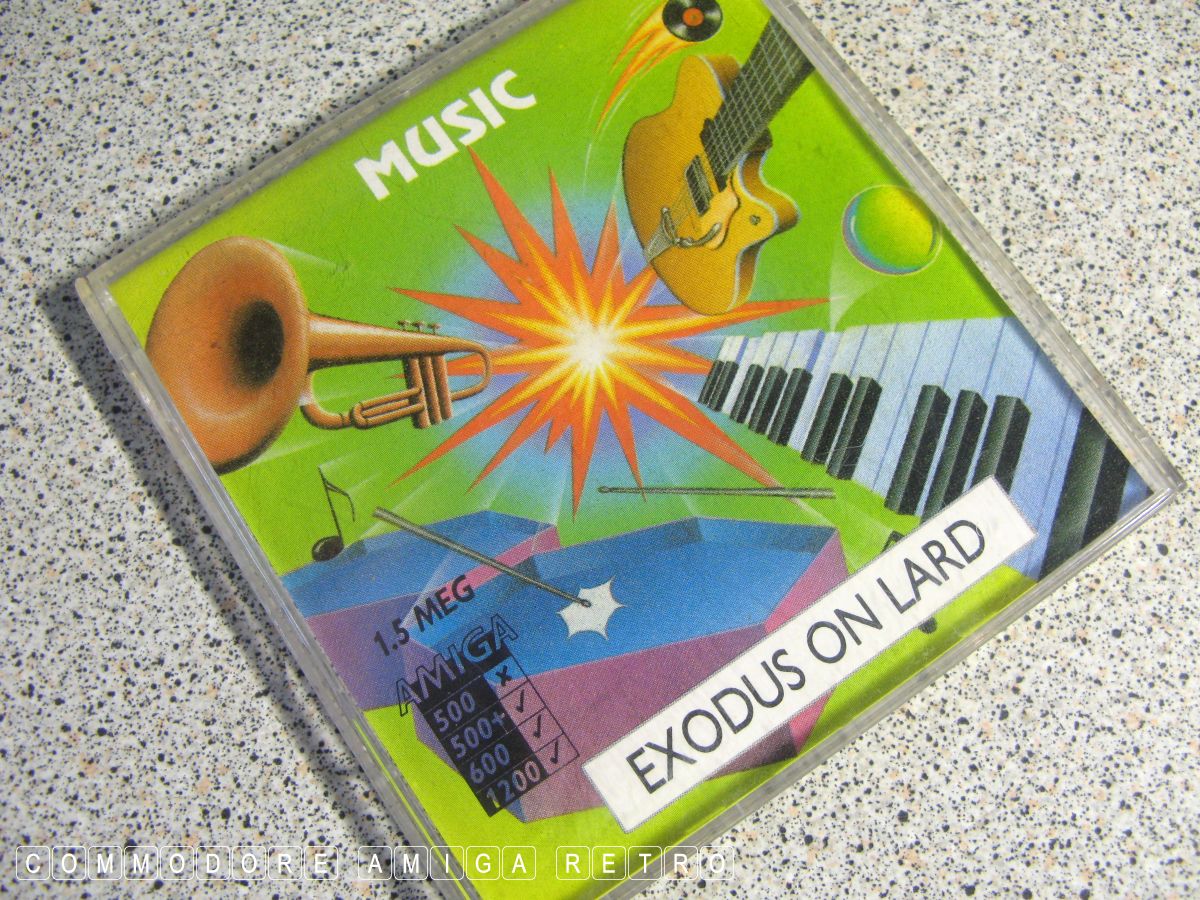 MUSIC
1.5 MEG
AMIGA
500 x
500+ ✓
600 ✓
1200 ✓
EXODUS ON LARD
COMMODORE AMIGA RETRO